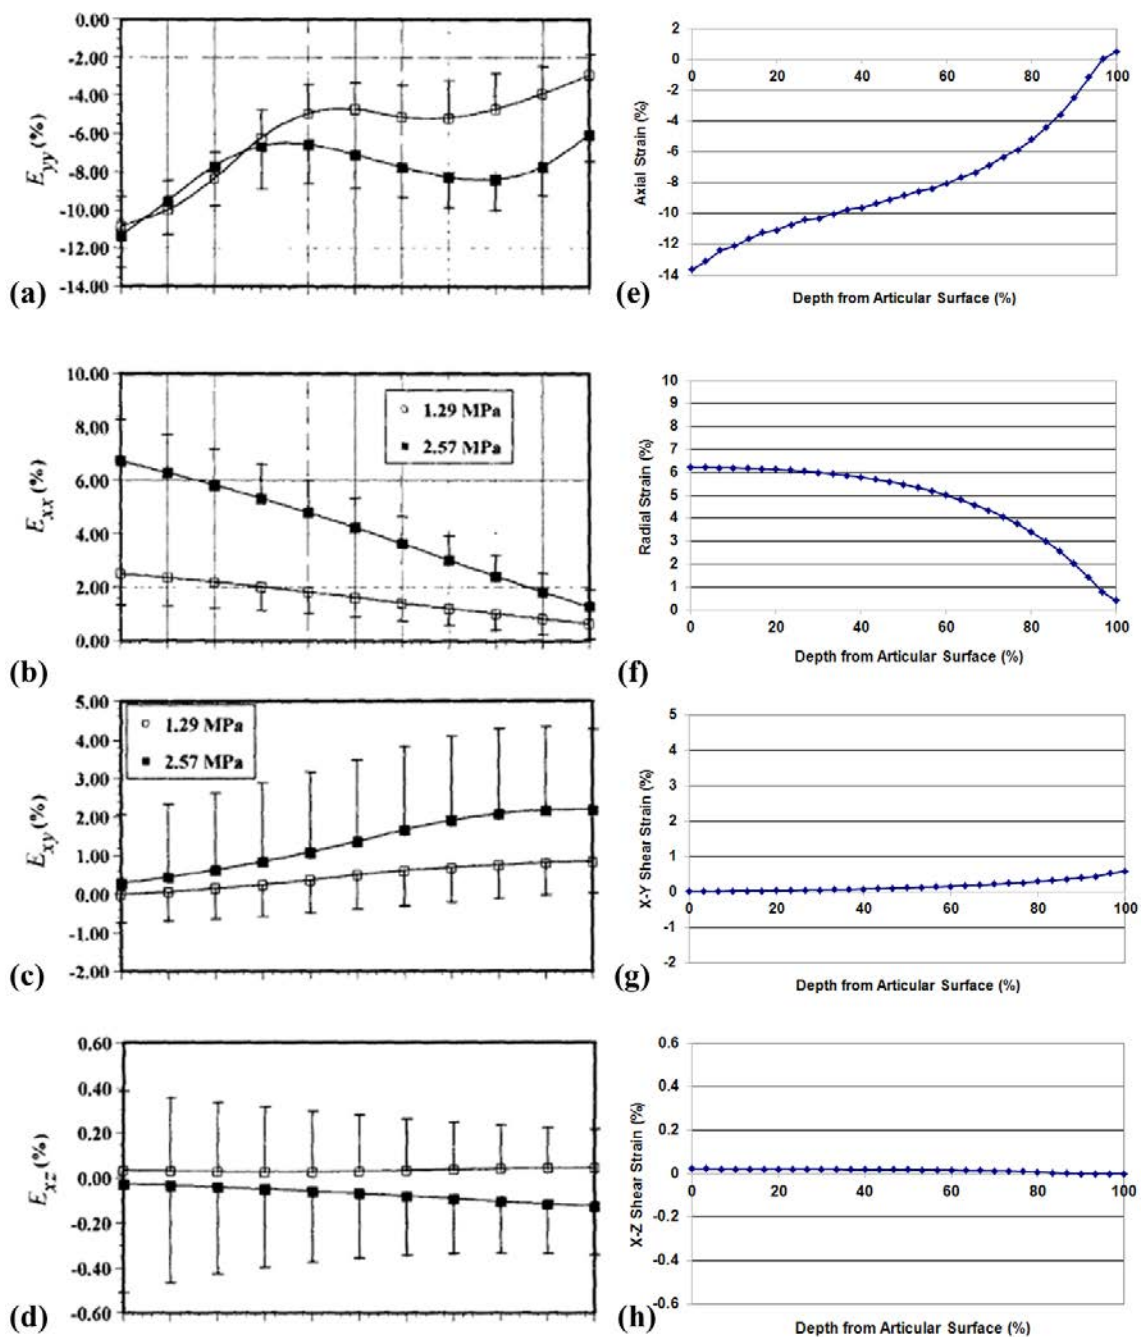 0.00
-2.00
-4.00
-6.00
-8.00
-10.00
-12.00
-14.00
E_yy (%)
(a)
2
0
-2
-4
-6
-8
-10
-12
-14
0 20 40 60 80 100
Axial Strain (%)
Depth from Articular Surface (%)
(e)
10.00
8.00
6.00
4.00
2.00
0.00
E_xx (%)
1.29 MPa
2.57 MPa
(b)
10
9
8
7
6
5
4
3
2
1
0
0 20 40 60 80 100
Radial Strain (%)
Depth from Articular Surface (%)
(f)
5.00
4.00
3.00
2.00
1.00
0.00
-1.00
-2.00
E_xy (%)
1.29 MPa
2.57 MPa
(c)
5
4
3
2
1
0
-1
-2
0 20 40 60 80 100
X-Y Shear Strain (%)
Depth from Articular Surface (%)
(g)
0.60
0.40
0.20
0.00
-0.20
-0.40
-0.60
E_xz (%)
(d)
0.6
0.4
0.2
0
-0.2
-0.4
-0.6
0 20 40 60 80 100
X-Z Shear Strain (%)
Depth from Articular Surface (%)
(h)